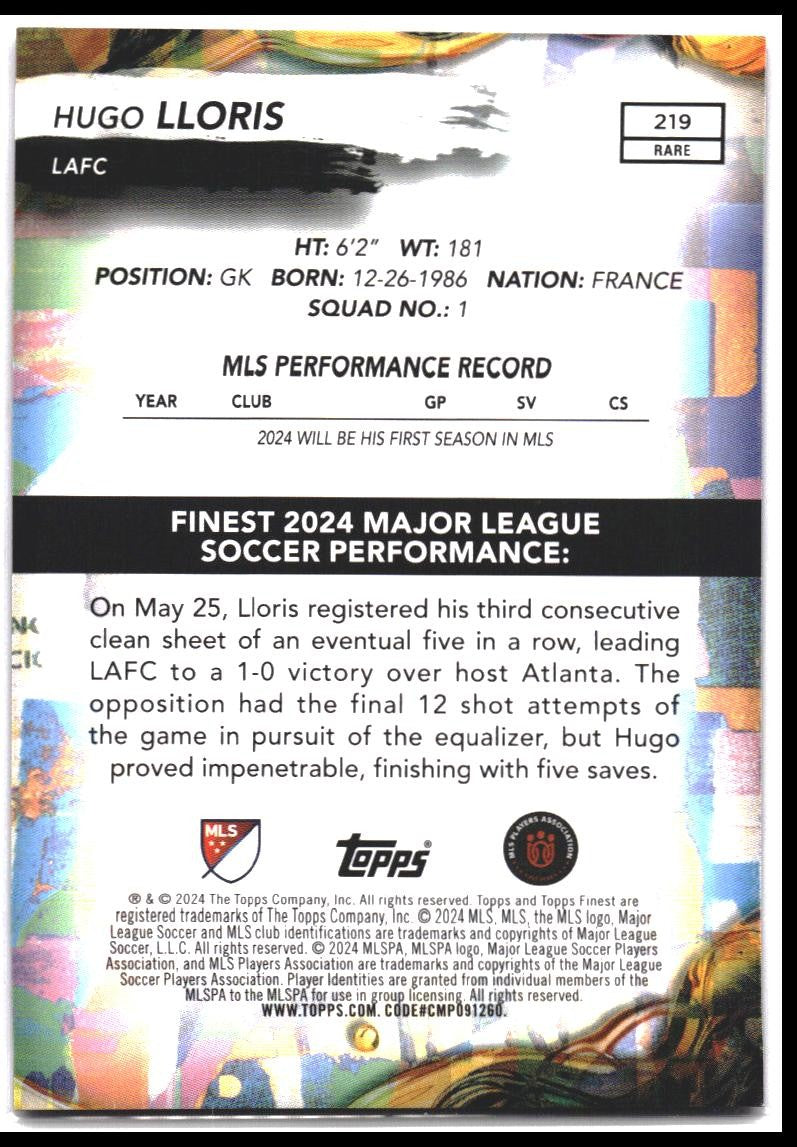 HUGO LLORIS
LAFC
219
RARE
HT: 6'2" WT: 181
POSITION: GK BORN: 12-26-1986 NATION: FRANCE
SQUAD NO.: 1
MLS PERFORMANCE RECORD
YEAR CLUB GP SV CS
2024 WILL BE HIS FIRST SEASON IN MLS
FINEST 2024 MAJOR LEAGUE
SOCCER PERFORMANCE:
On May 25, Lloris registered his third consecutive
clean sheet of an eventual five in a row, leading
LAFC to a 1-0 victory over host Atlanta. The
opposition had the final 12 shot attempts of
the game in pursuit of the equalizer, but Hugo
proved impenetrable, finishing with five saves.
MLS
topps®
MLS PLAYERS ASSOCIATION
® & © 2024 The Topps Company, Inc. All rights reserved. Topps and Topps Finest are
registered trademarks of The Topps Company, Inc. © 2024 MLS, MLS, the MLS logo, Major
League Soccer and MLS club identifications are trademarks and copyrights of Major League
Soccer, L.L.C. All rights reserved. © 2024 MLSPA, MLSPA logo, Major League Soccer Players
Association, and MLS Players Association are trademarks and copyrights of the Major League
Soccer Players Association. Player Identities are granted from individual members of the
MLSPA to the MLSPA for use in group licensing. All rights reserved.
WWW.TOPPS.COM. CODE#CMP091260.